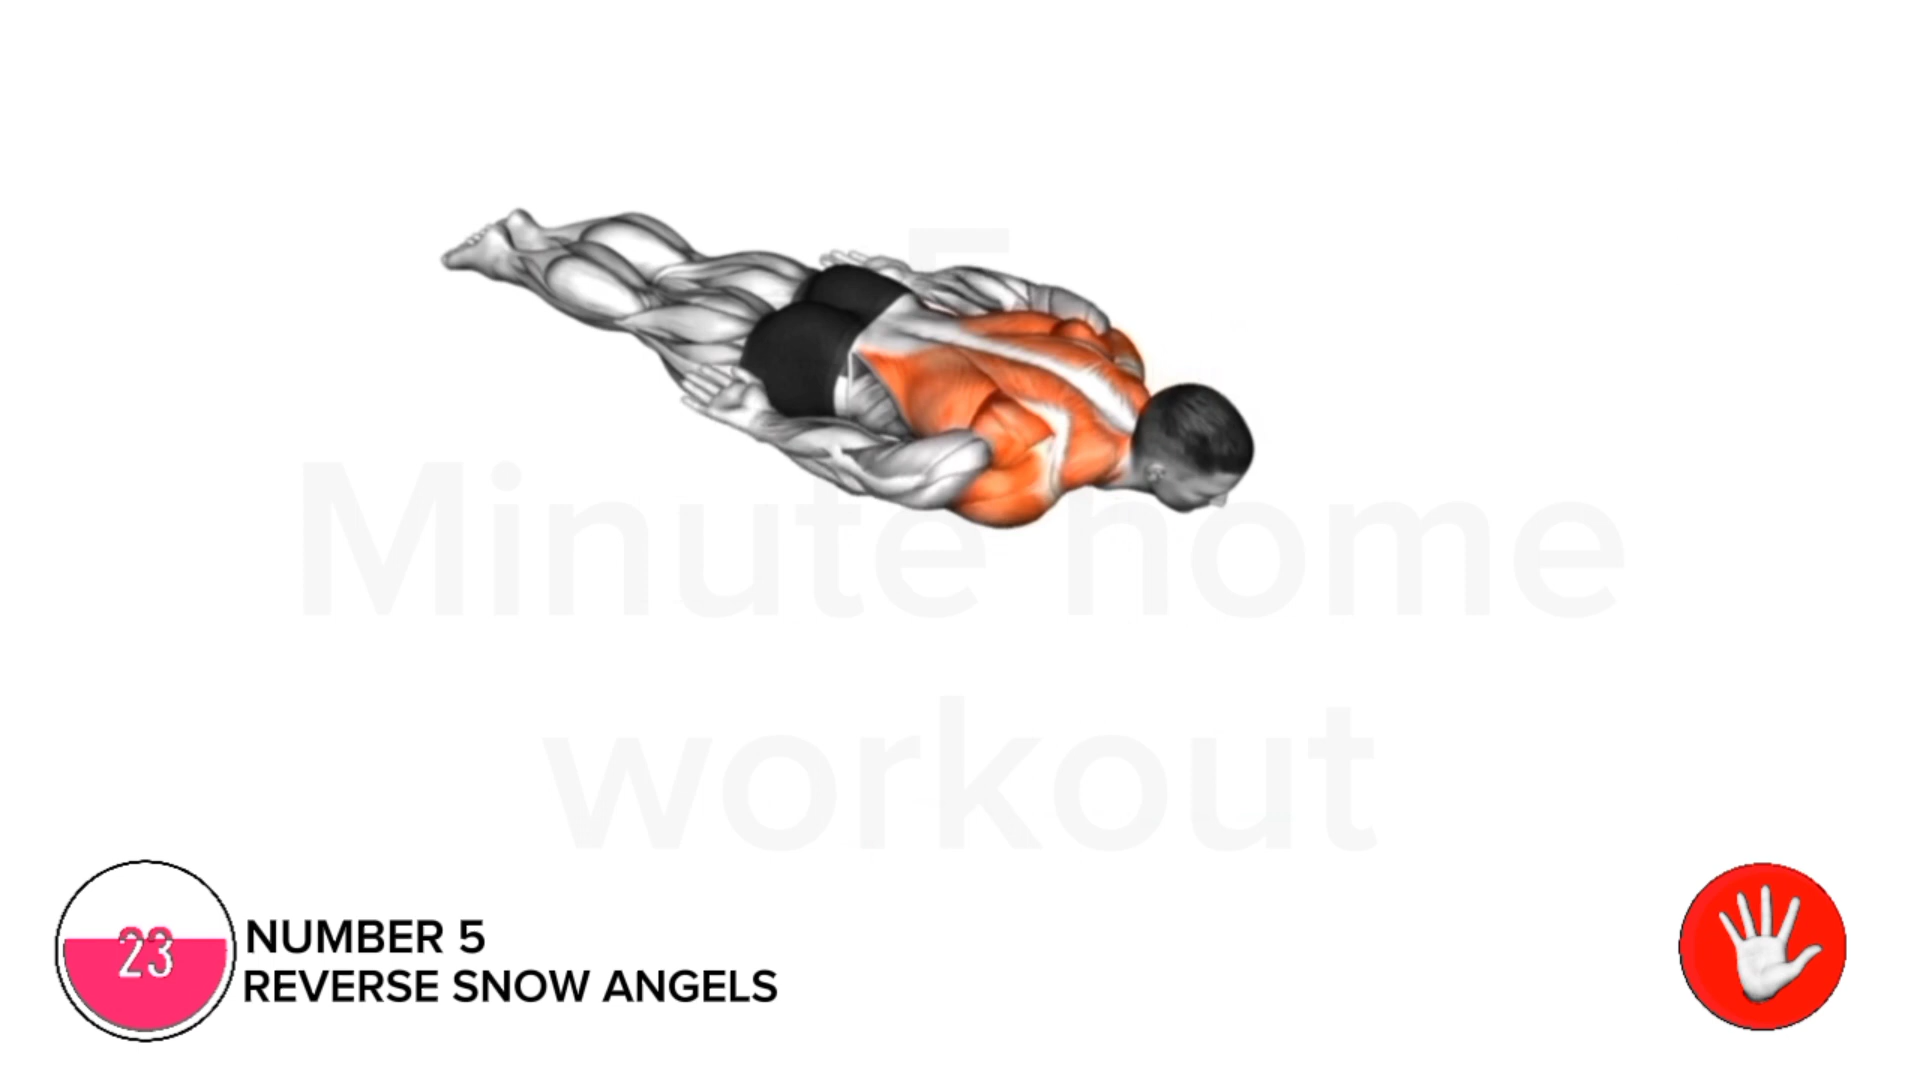 5
Minute home
workout
23
NUMBER 5
REVERSE SNOW ANGELS